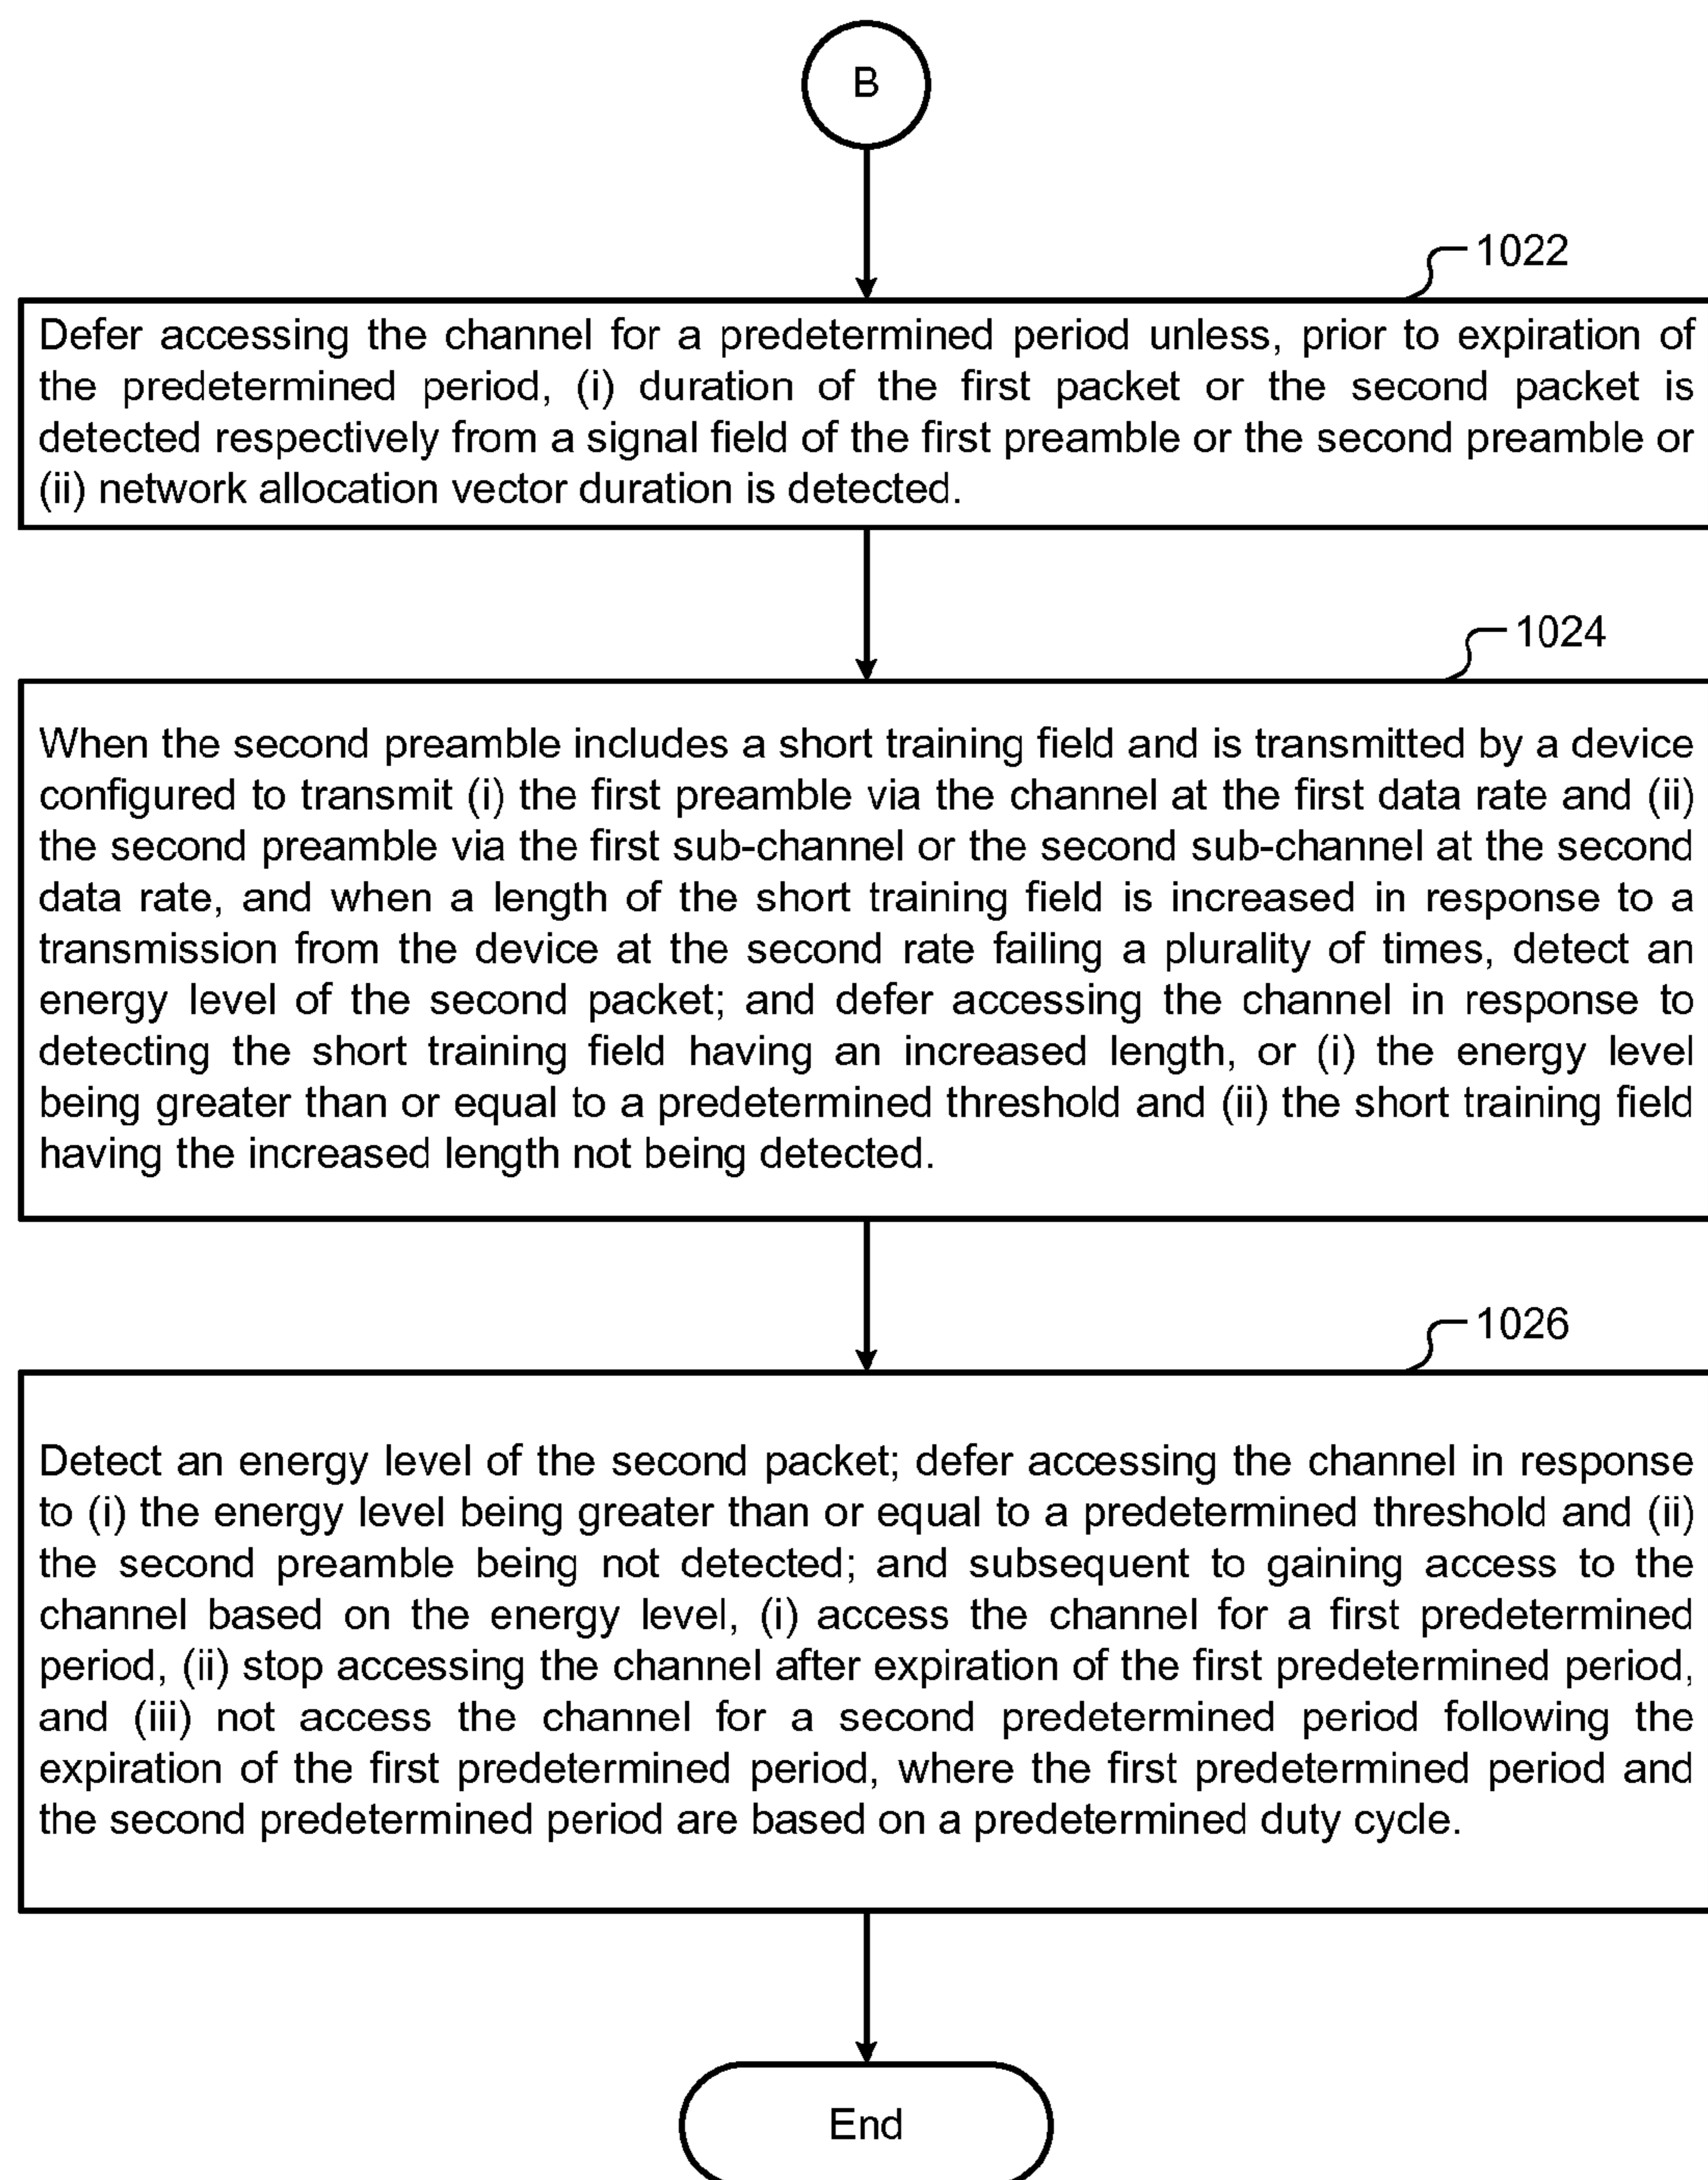 B
1022
Defer accessing the channel for a predetermined period unless, prior to expiration of
the predetermined period, (i) duration of the first packet or the second packet is
detected respectively from a signal field of the first preamble or the second preamble or
(ii) network allocation vector duration is detected.
1024
When the second preamble includes a short training field and is transmitted by a device
configured to transmit (i) the first preamble via the channel at the first data rate and (ii)
the second preamble via the first sub-channel or the second sub-channel at the second
data rate, and when a length of the short training field is increased in response to a
transmission from the device at the second rate failing a plurality of times, detect an
energy level of the second packet; and defer accessing the channel in response to
detecting the short training field having an increased length, or (i) the energy level
being greater than or equal to a predetermined threshold and (ii) the short training field
having the increased length not being detected.
1026
Detect an energy level of the second packet; defer accessing the channel in response
to (i) the energy level being greater than or equal to a predetermined threshold and (ii)
the second preamble being not detected; and subsequent to gaining access to the
channel based on the energy level, (i) access the channel for a first predetermined
period, (ii) stop accessing the channel after expiration of the first predetermined period,
and (iii) not access the channel for a second predetermined period following the
expiration of the first predetermined period, where the first predetermined period and
the second predetermined period are based on a predetermined duty cycle.
End